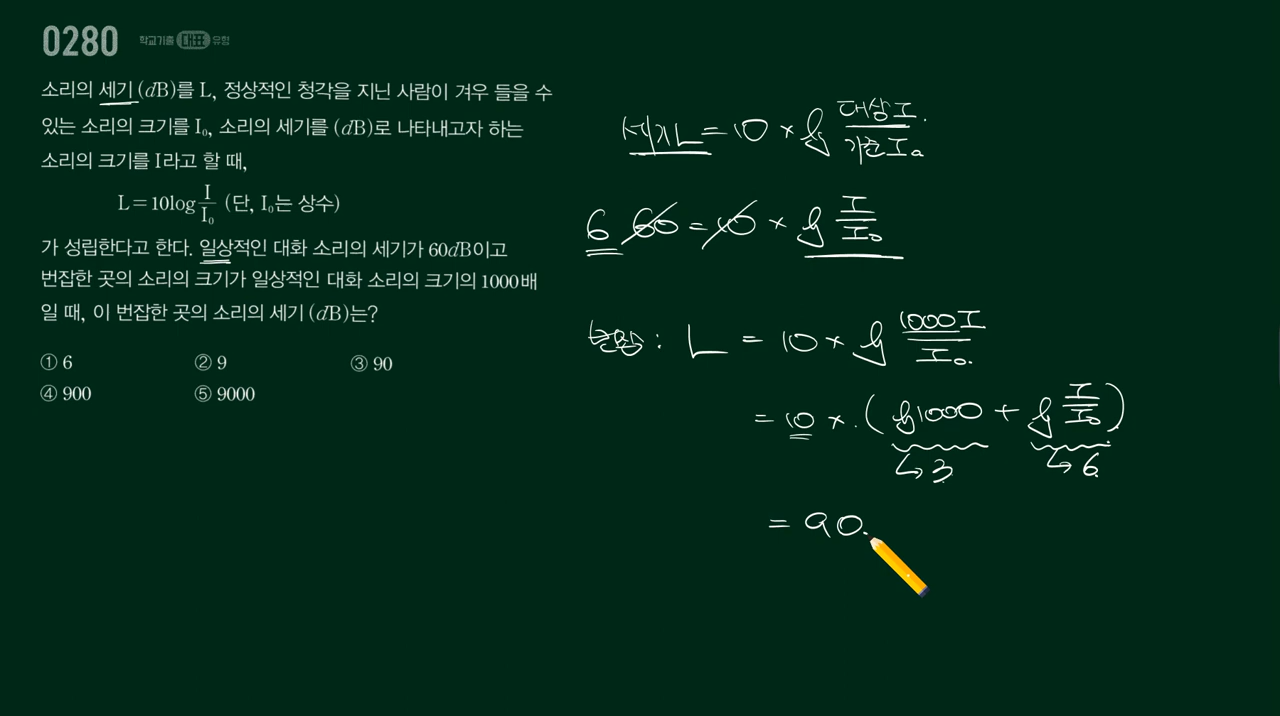 0280 학교기출 대표 유형
소리의 세기(dB)를 L, 정상적인 청각을 지닌 사람이 겨우 들을 수
있는 소리의 크기를 I₀, 소리의 세기를 (dB)로 나타내고자 하는
소리의 크기를 I라고 할 때,
L=10log I/I₀ (단, I₀는 상수)
가 성립한다고 한다. 일상적인 대화 소리의 세기가 60dB이고
번잡한 곳의 소리의 크기가 일상적인 대화 소리의 크기의 1000배
일 때, 이 번잡한 곳의 소리의 세기(dB)는?
① 6 ② 9 ③ 90
④ 900 ⑤ 9000
세기 L = 10 × log 대상 I / 기준 I₀
6 60 = 10 × log I/I₀
번잡 : L = 10 × log 1000I/I₀
= 10 × (log1000 + log I/I₀)
↳ 3 ↳ 6
= 90.